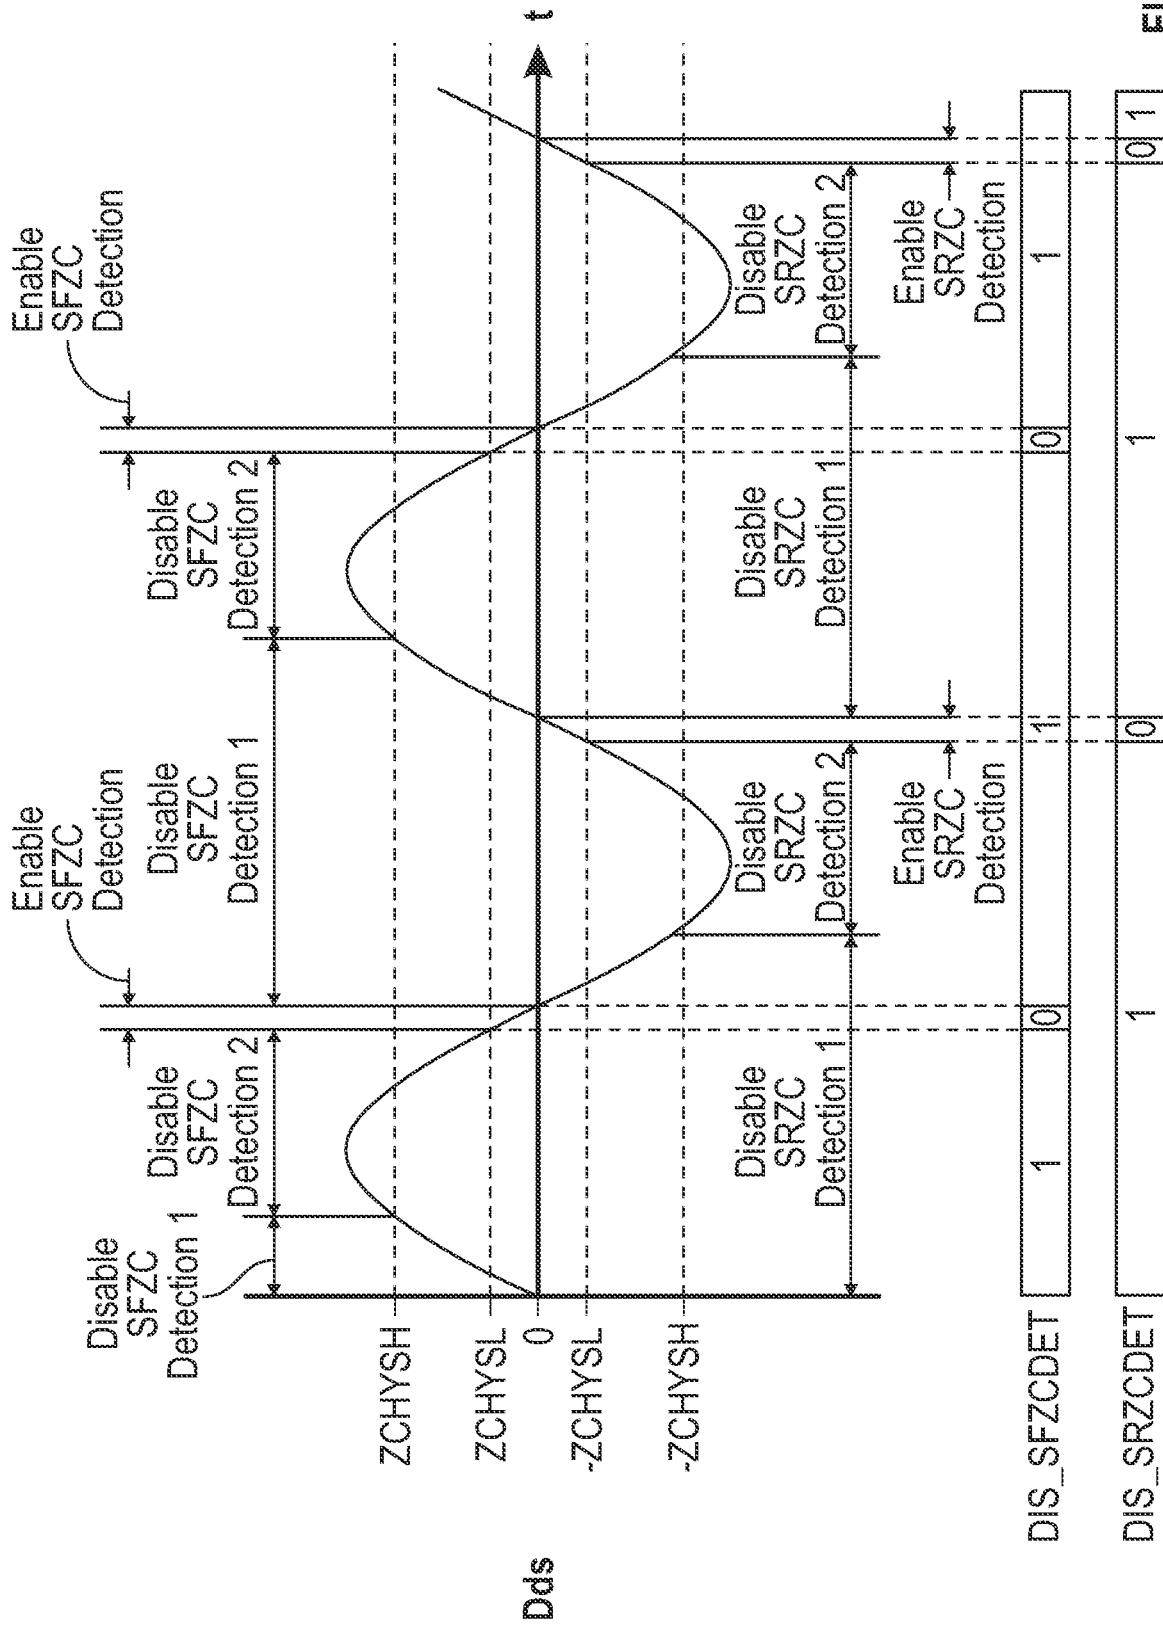 Enable
SFZC
Detection
Enable
SFZC
Detection
Disable
SFZC
Detection 1
Disable
SFZC
Detection 2
Disable
SFZC
Detection 1
Disable
SFZC
Detection 2
ZCHYSH
ZCHYSL
0
-ZCHYSL
-ZCHYSH
Dds
t
Disable
SRZC
Detection 1
Disable
SRZC
Detection 2
Disable
SRZC
Detection 1
Disable
SRZC
Detection 2
Enable
SRZC
Detection
Enable
SRZC
Detection
DIS_SFZCDET 1 0 1 0 1
DIS_SRZCDET 1 0 1 0 1